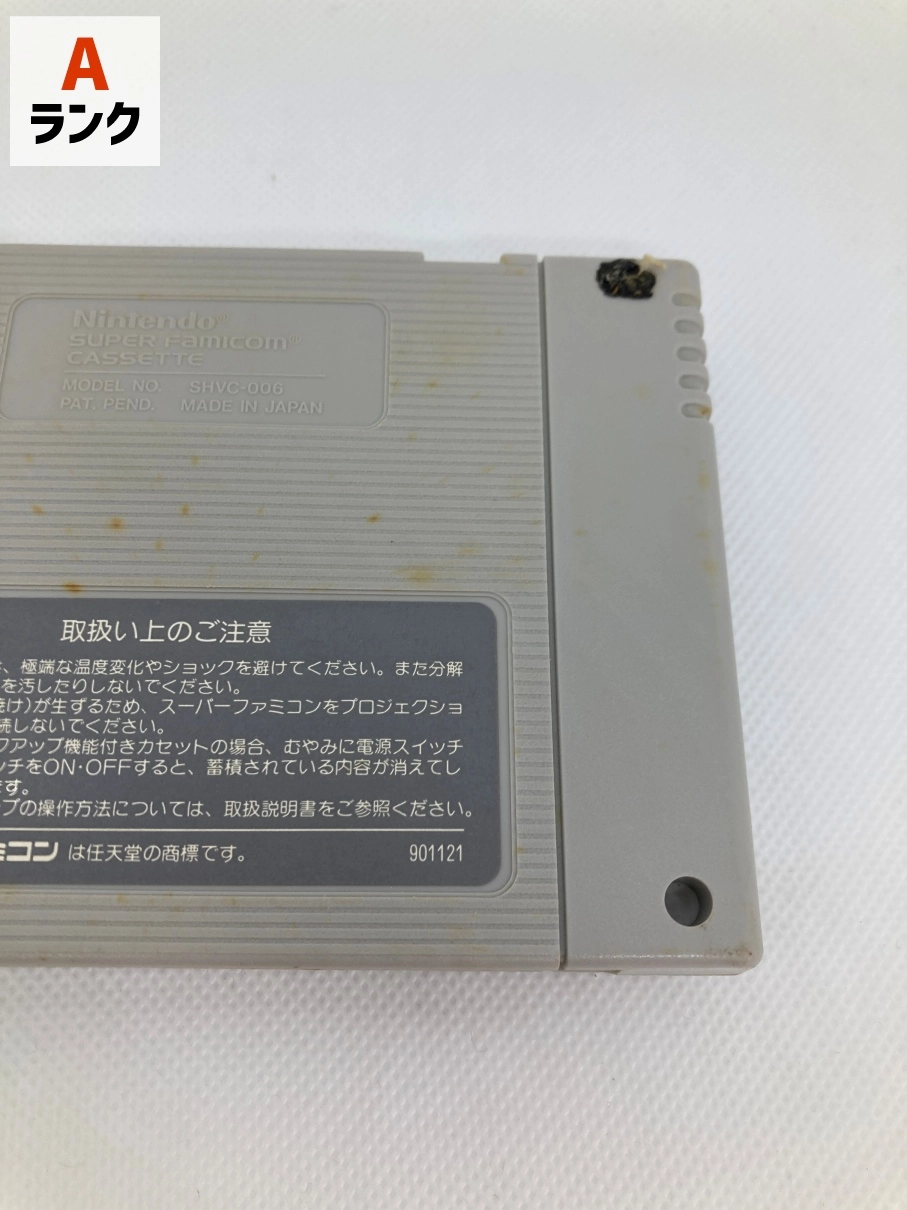 A
ランク
Nintendo
SUPER FAMICOM
CASSETTE
MODEL NO. SHVC-006
PAT. PEND. MADE IN JAPAN
取扱い上のご注意
、極端な温度変化やショックを避けてください。また分解
を汚したりしないでください。
け)が生ずるため、スーパーファミコンをプロジェクショ
続しないでください。
クアップ機能付きカセットの場合、むやみに電源スイッチ
ッチをON・OFFすると、蓄積されている内容が消えてし
す。
プの操作方法については、取扱説明書をご参照ください。
ミコン は任天堂の商標です。 901121